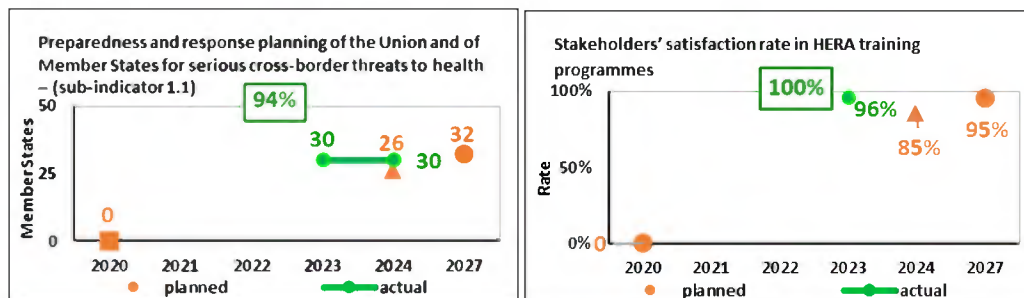 Preparedness and response planning of the Union and of
Member States for serious cross-border threats to health
– (sub-indicator 1.1)
94%
50
25
0
Member States
0
30
26
30
32
2020 2021 2022 2023 2024 2027
planned actual
Stakeholders' satisfaction rate in HERA training
programmes
100%
100%
50%
0%
Rate
0
96%
85%
95%
2020 2021 2022 2023 2024 2027
planned actual